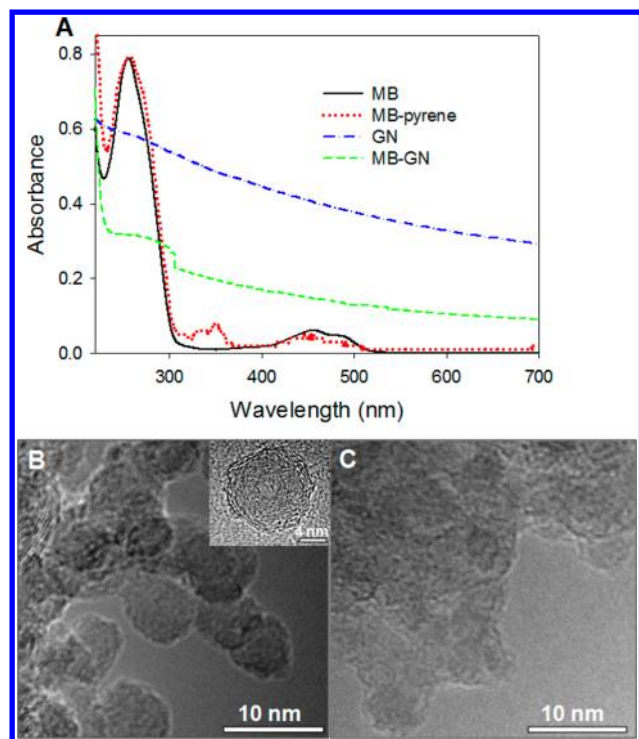 A
0.8
0.6
0.4
0.2
0.0
Absorbance
MB
MB-pyrene
GN
MB-GN
300 400 500 600 700
Wavelength (nm)
B
4 nm
10 nm
C
10 nm